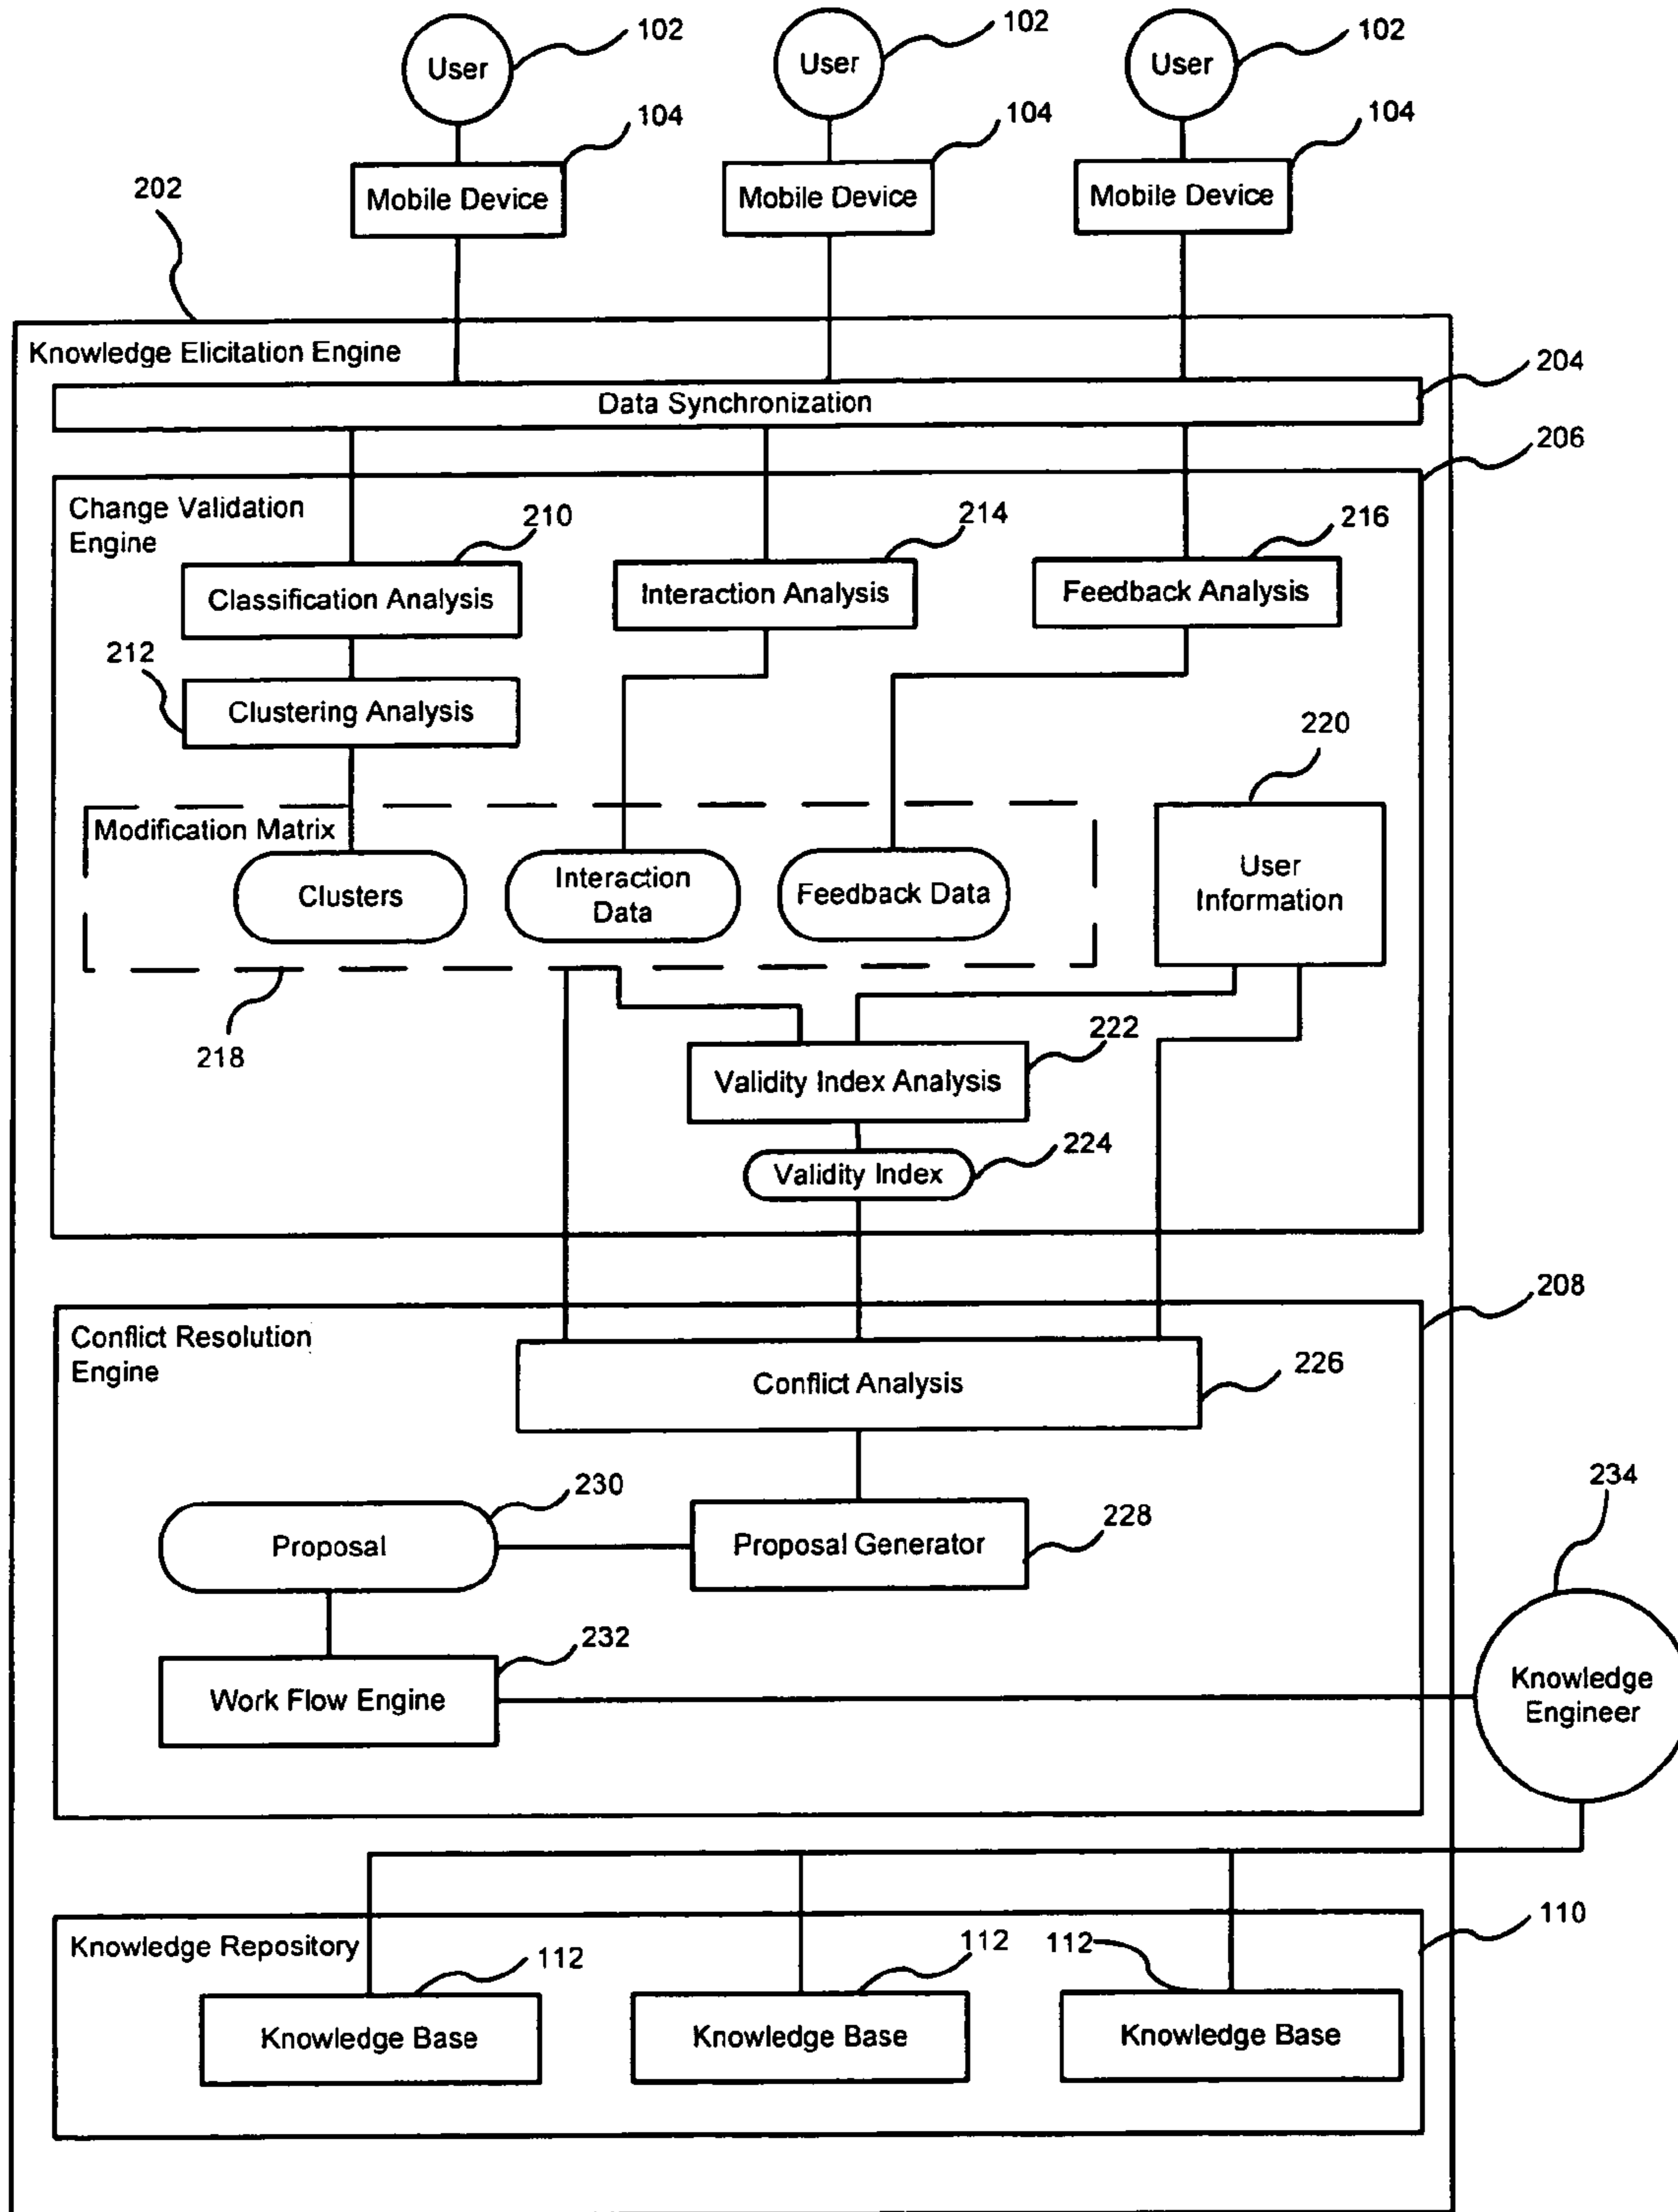 User
102
User
102
User
102
104
104
104
Mobile Device
Mobile Device
Mobile Device
202
Knowledge Elicitation Engine
204
Data Synchronization
206
Change Validation
Engine
210
214
216
Classification Analysis
Interaction Analysis
Feedback Analysis
212
Clustering Analysis
220
Modification Matrix
Clusters
Interaction
Data
Feedback Data
User
Information
218
222
Validity Index Analysis
224
Validity Index
208
Conflict Resolution
Engine
Conflict Analysis
226
230
234
Proposal
Proposal Generator
228
232
Work Flow Engine
Knowledge
Engineer
110
Knowledge Repository
112
112
112
Knowledge Base
Knowledge Base
Knowledge Base